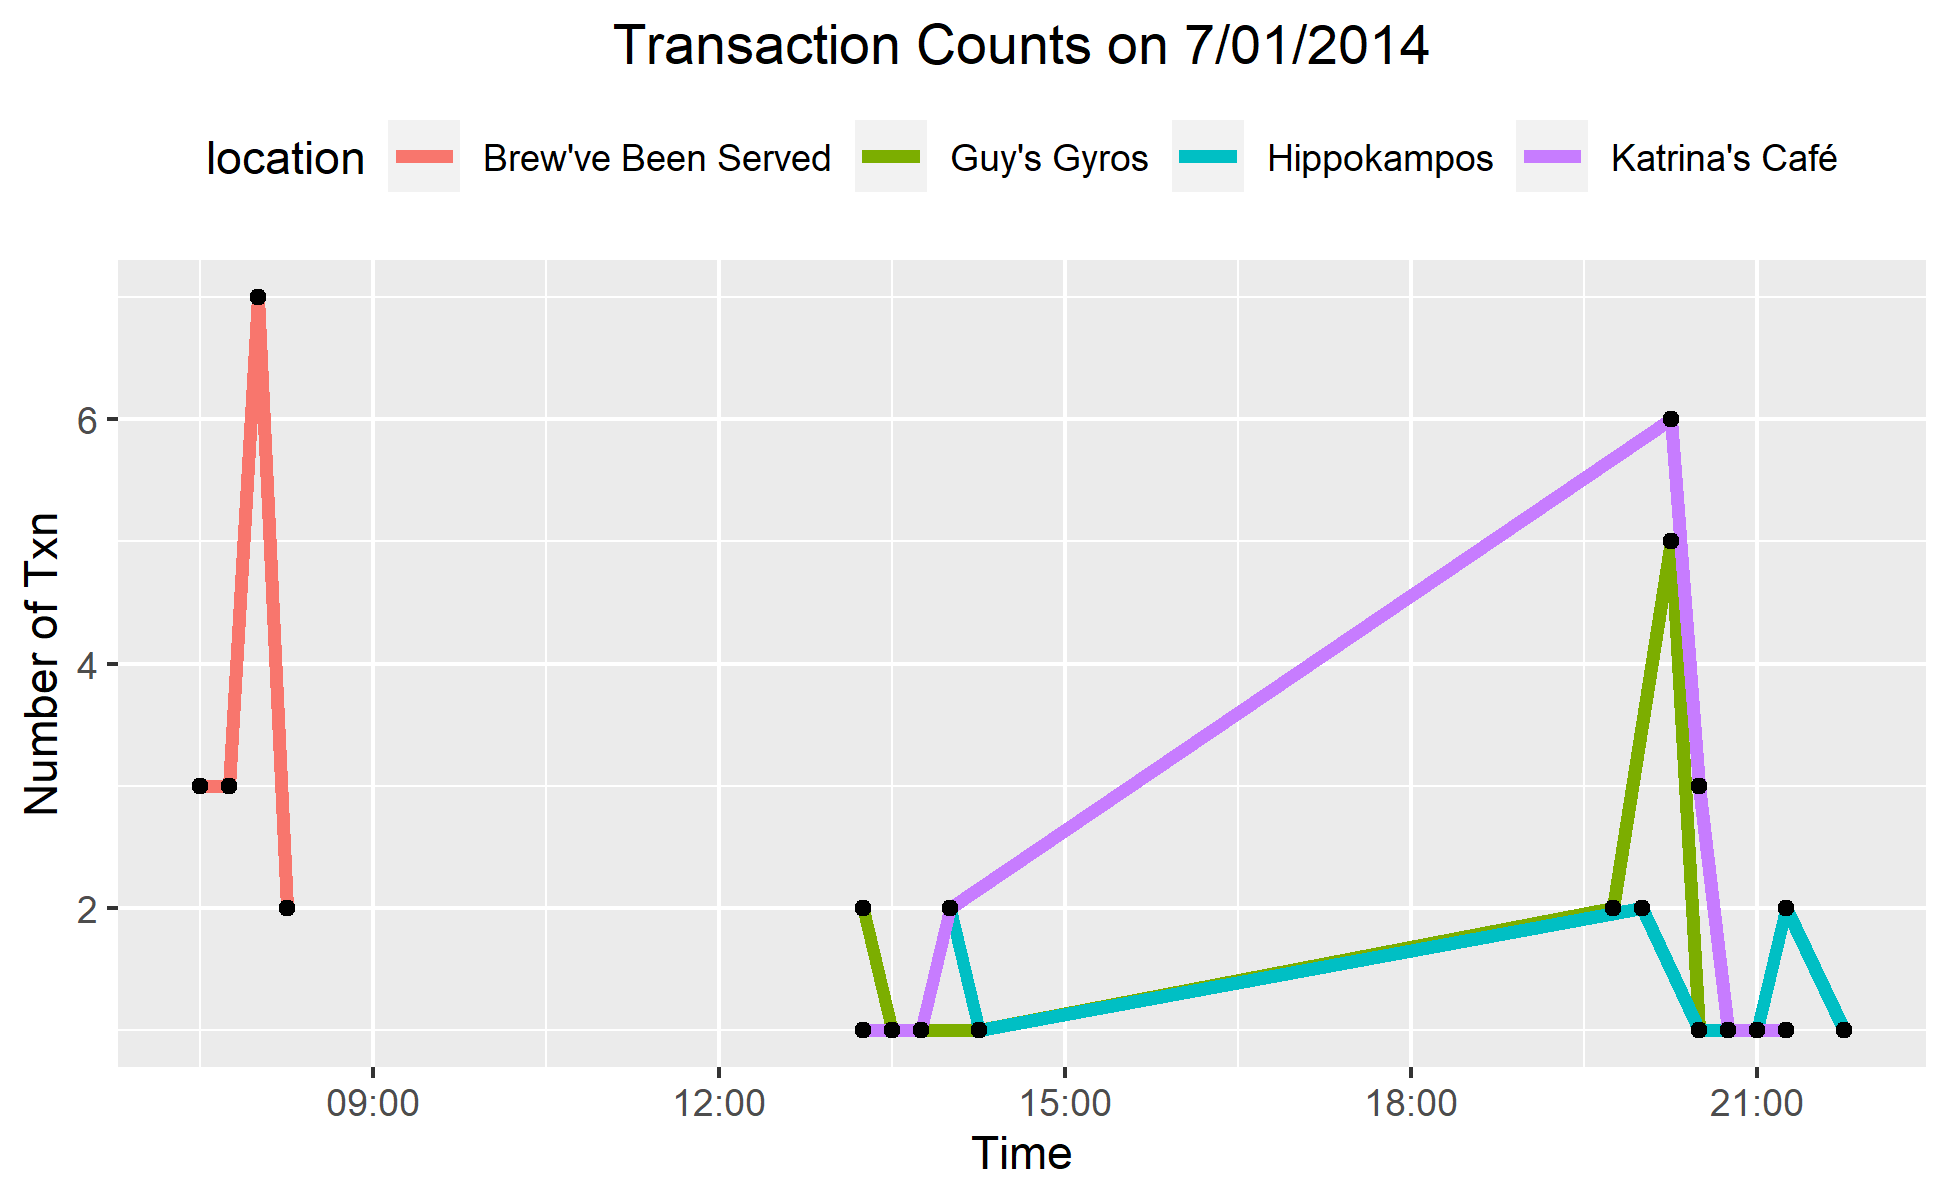 Transaction Counts on 7/01/2014
location Brew've Been Served Guy's Gyros Hippokampos Katrina's Café
Number of Txn
6
4
2
09:00 12:00 15:00 18:00 21:00
Time